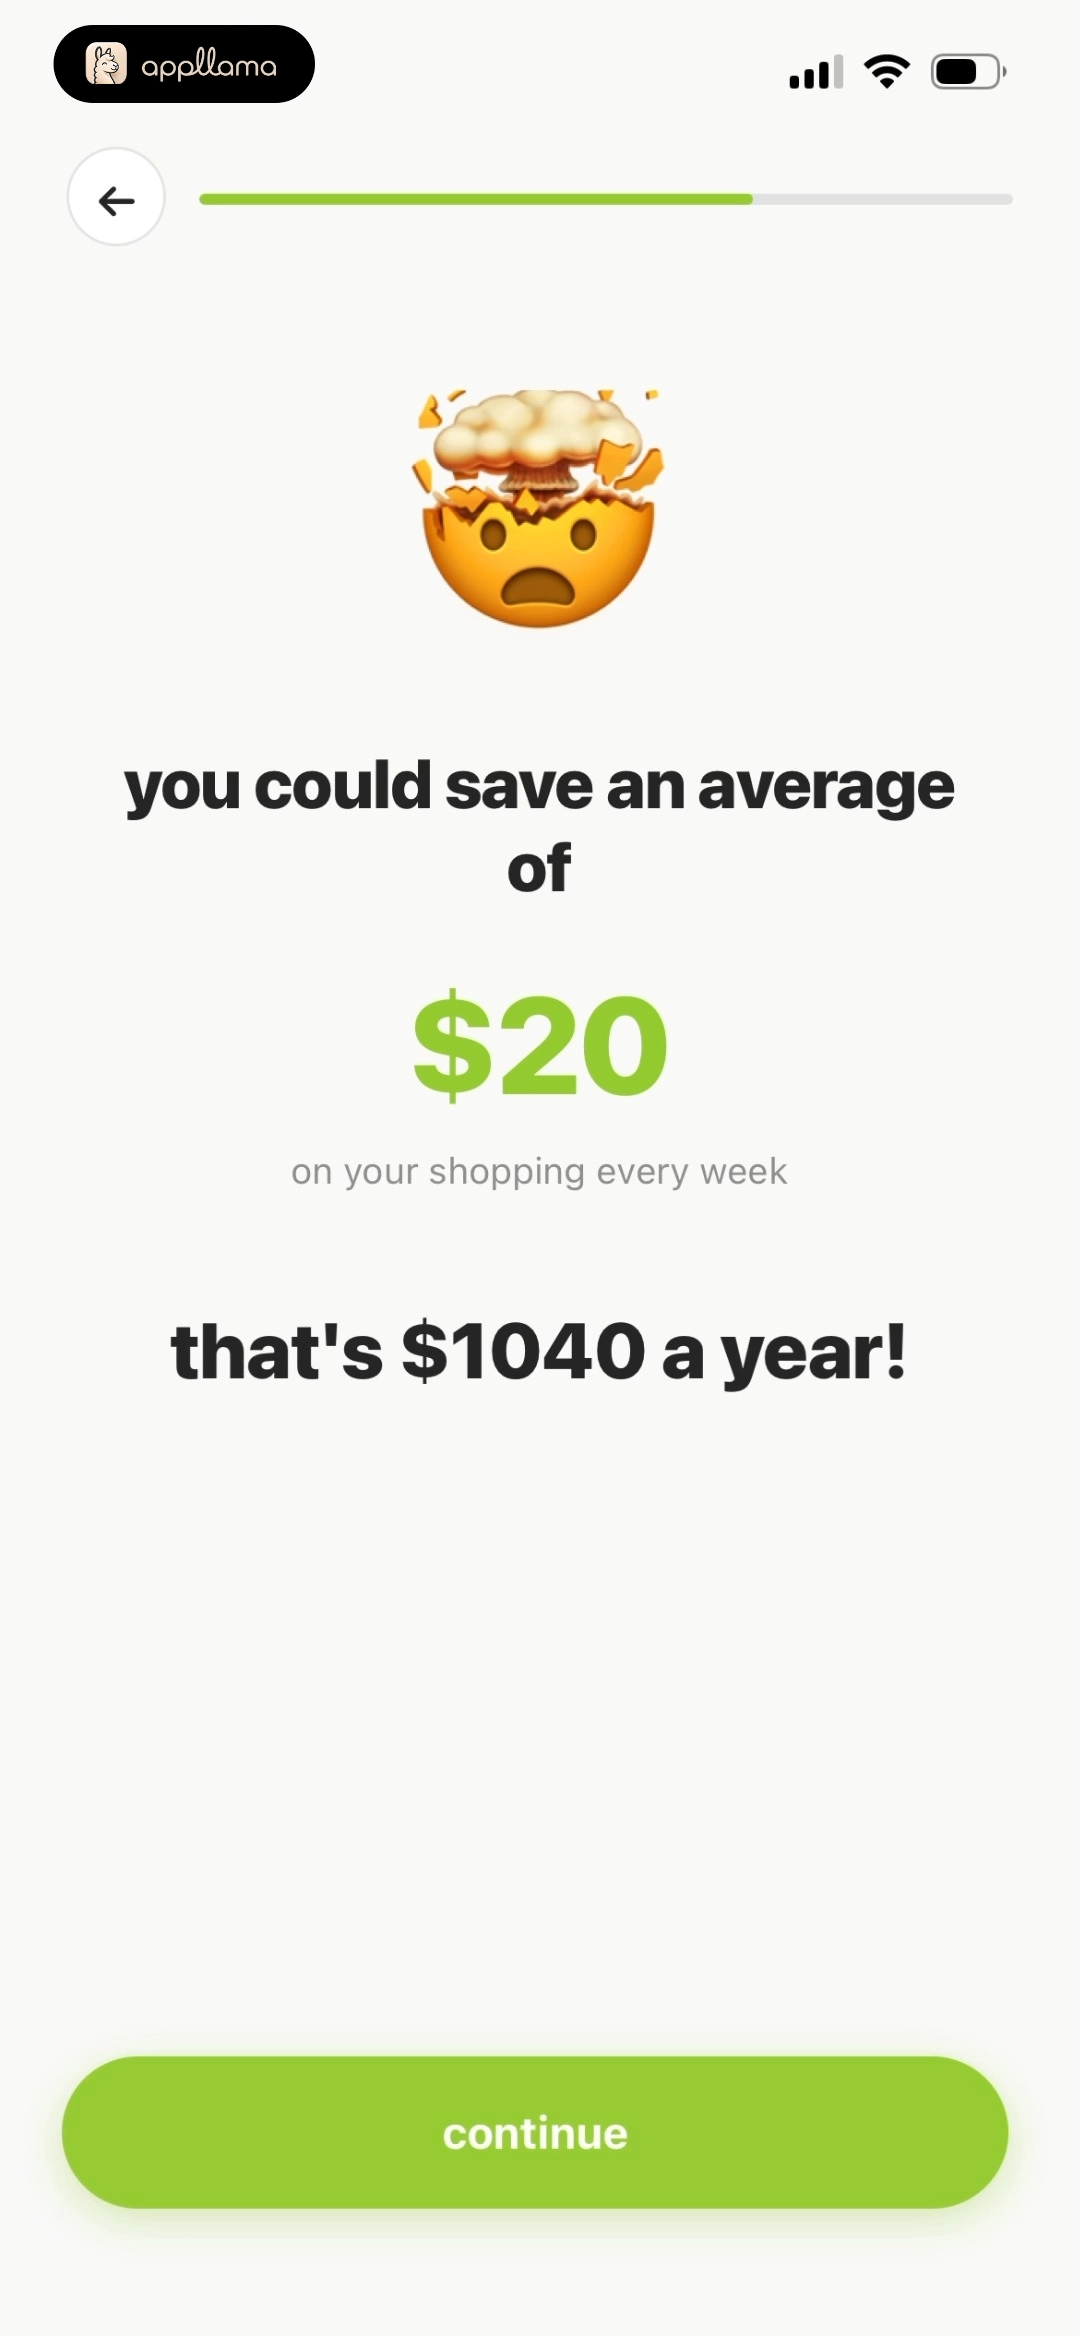 appllama
you could save an average
of
$20
on your shopping every week
that's $1040 a year!
continue